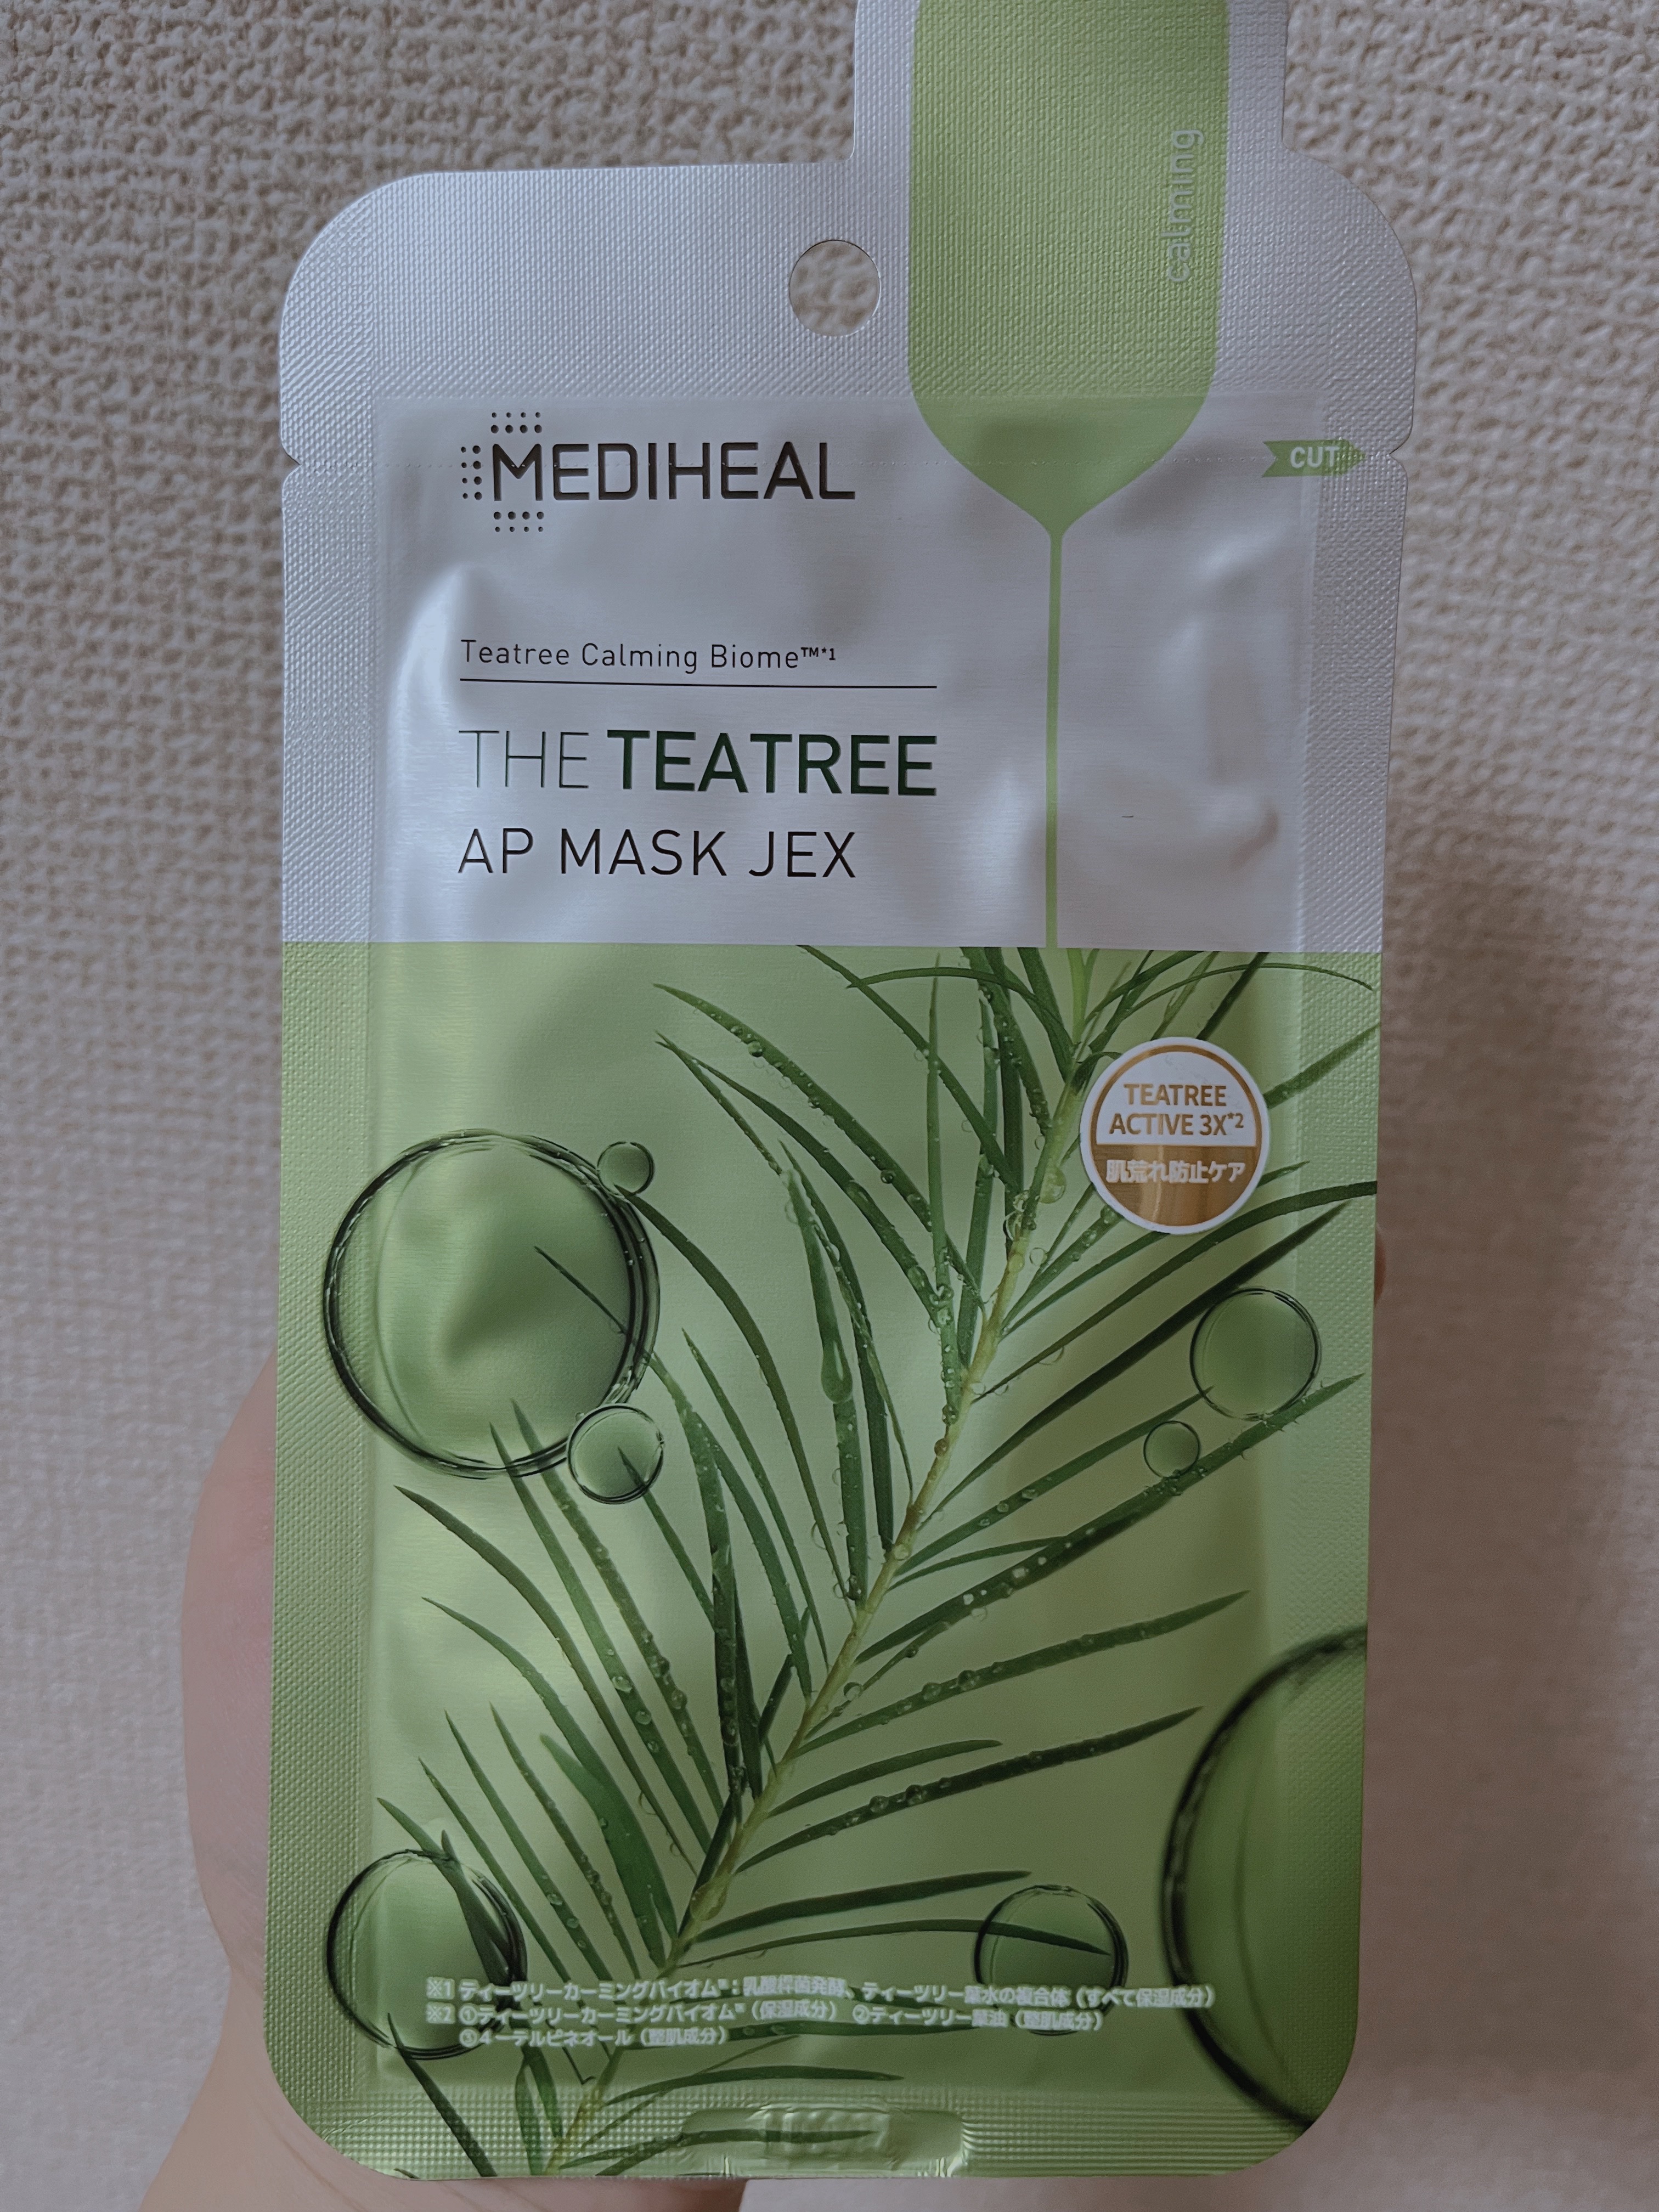 calming
MEDIHEAL
CUT
Teatree Calming Biome™*1
THE TEATREE
AP MASK JEX
TEATREE
ACTIVE 3X*2
肌荒れ防止ケア
※1 ティーツリーカーミングバイオム™：乳酸桿菌発酵、ティーツリー葉水の複合体（すべて保湿成分）
※2 ①ティーツリーカーミングバイオム™（保湿成分） ②ティーツリー葉油（整肌成分）
③4－テルピネオール（整肌成分）